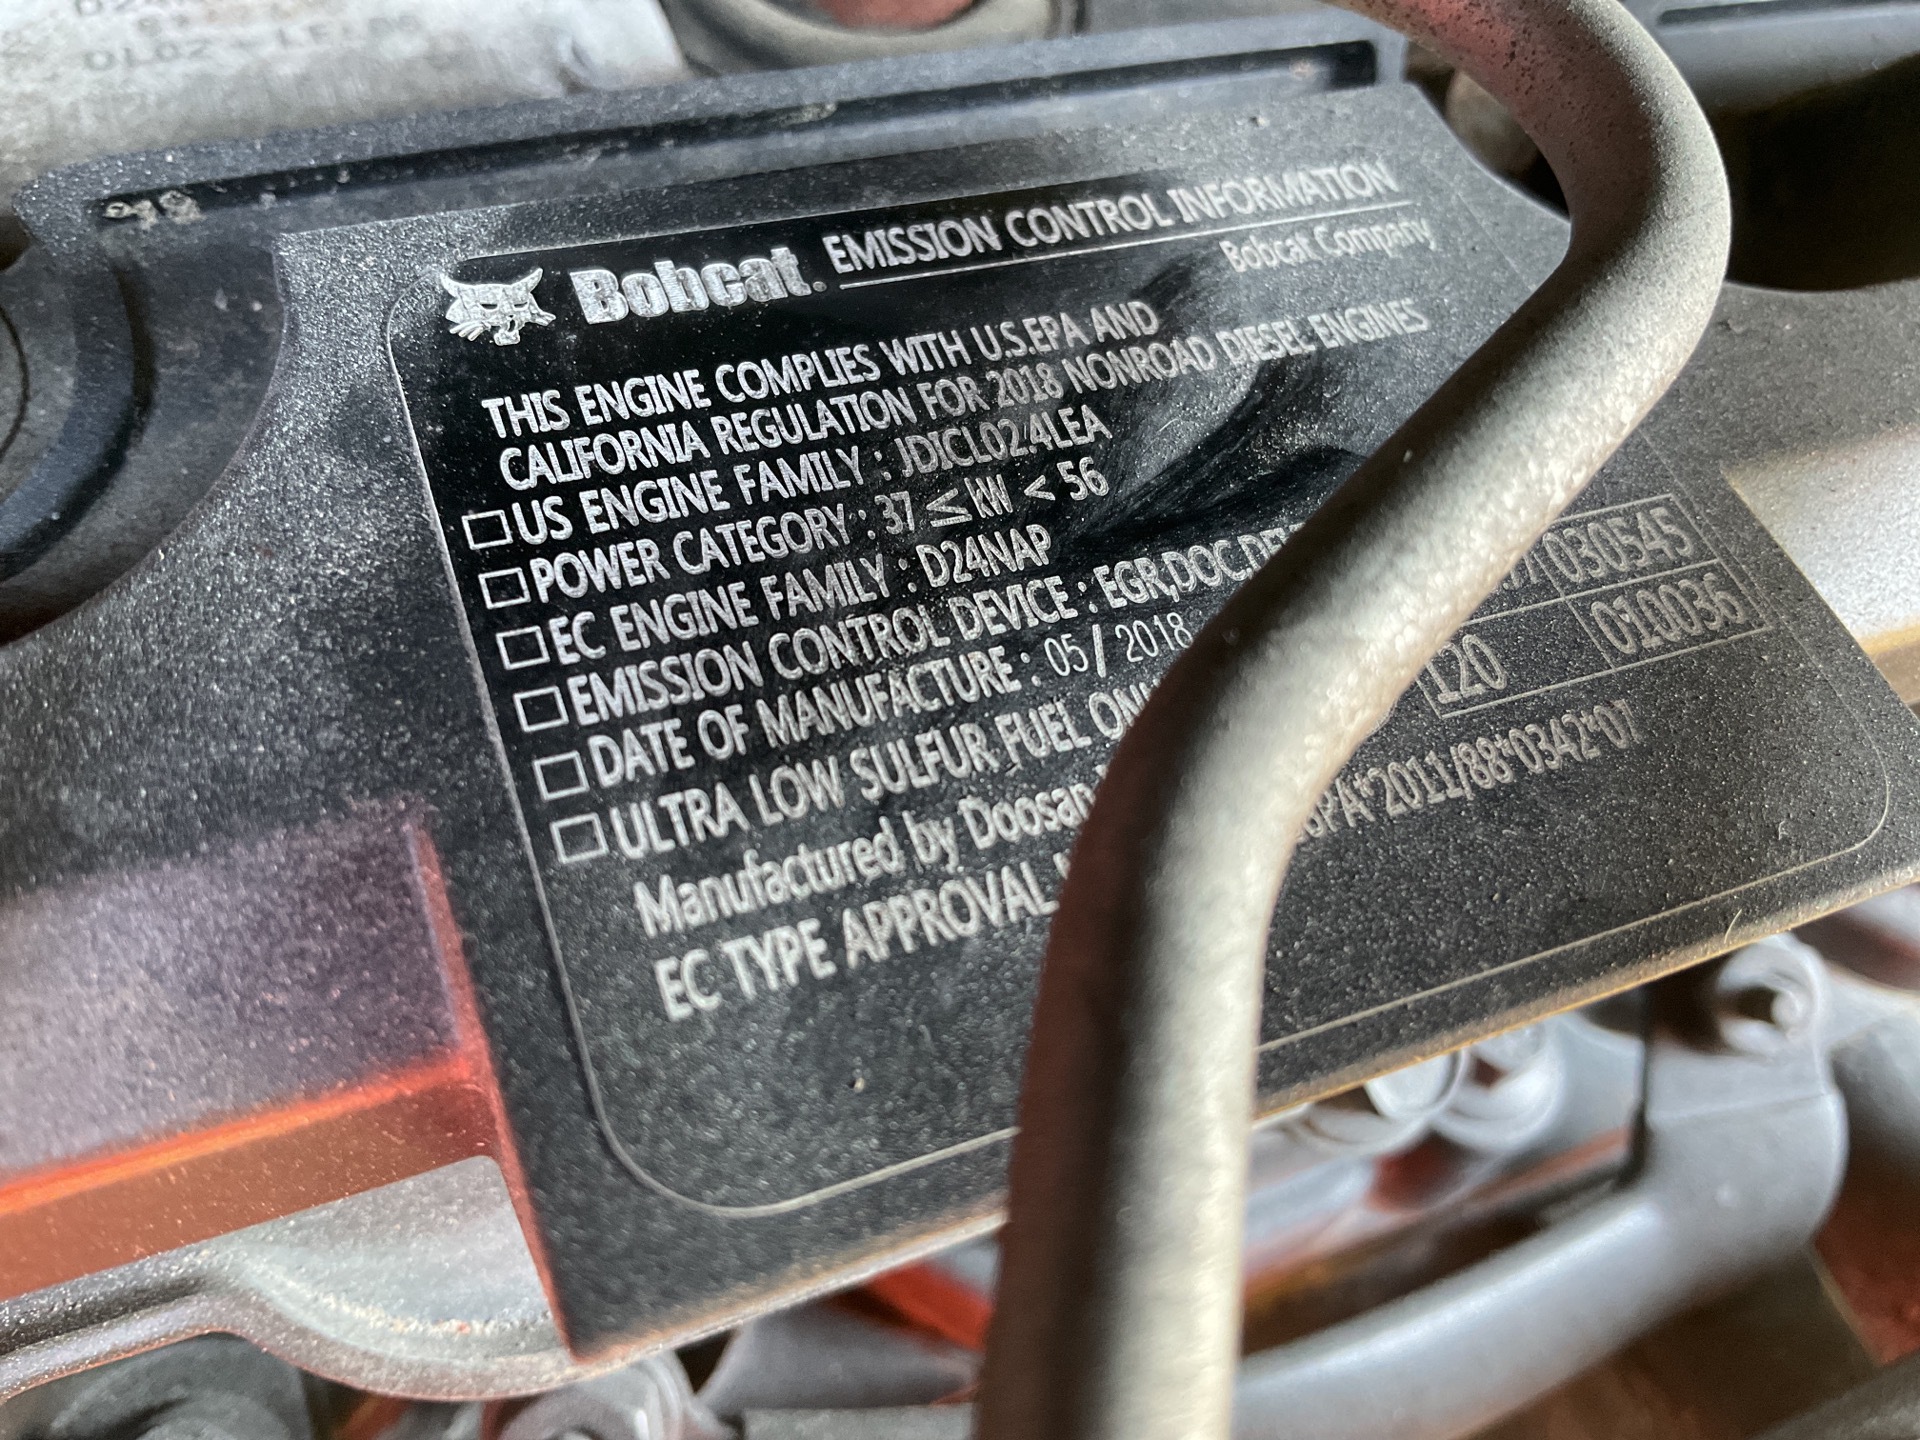 Bobcat. EMISSION CONTROL INFORMATION
Bobcat Company
THIS ENGINE COMPLIES WITH U.S.EPA AND
CALIFORNIA REGULATION FOR 2018 NONROAD DIESEL ENGINES
US ENGINE FAMILY : JDICL02.4LEA
POWER CATEGORY : 37 ≤ kW < 56
EC ENGINE FAMILY : D24NAP
EMISSION CONTROL DEVICE : EGR,DOC,
DATE OF MANUFACTURE : 05/ 2018
ULTRA LOW SULFUR FUEL
Manufactured by
EC TYPE APPROVAL
030545
120 010036
2011/88*0342*07